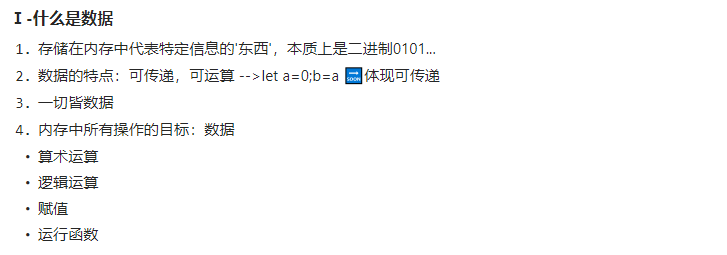 Ⅰ-什么是数据
1. 存储在内存中代表特定信息的'东西'，本质上是二进制0101...
2. 数据的特点：可传递，可运算 -->let a=0;b=a 🔜体现可传递
3. 一切皆数据
4. 内存中所有操作的目标：数据
• 算术运算
• 逻辑运算
• 赋值
• 运行函数